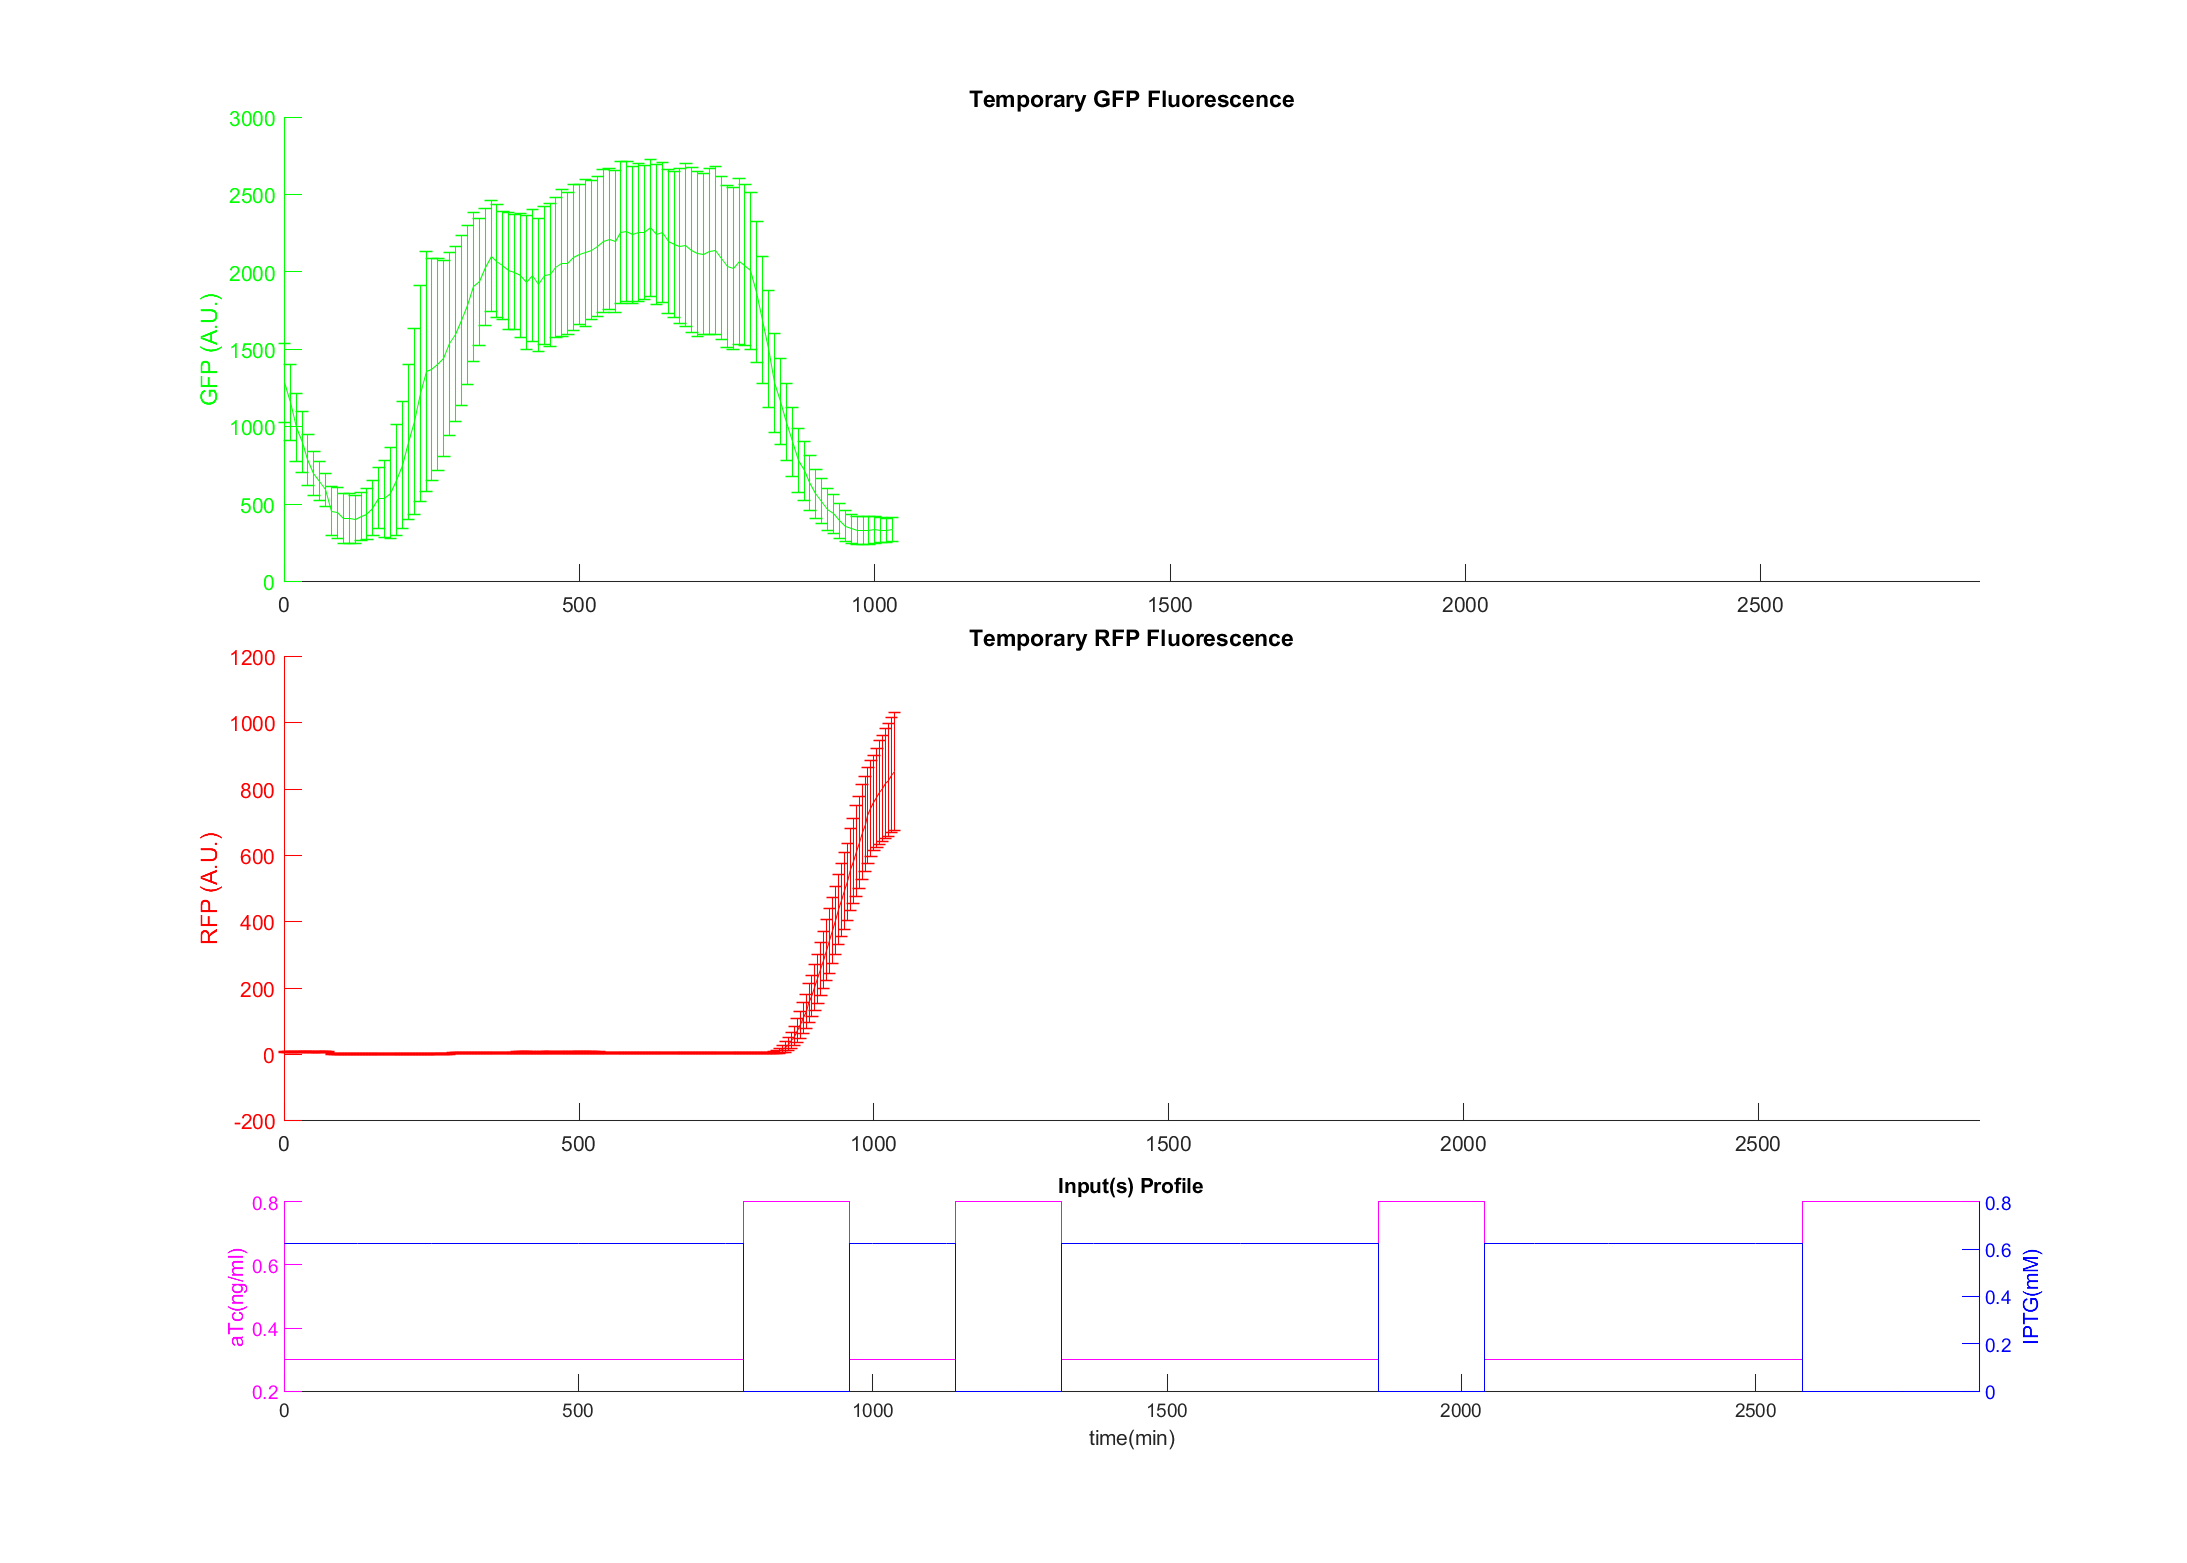 Temporary GFP Fluorescence
3000
2500
2000
1500
1000
500
0
GFP (A.U.)
0 500 1000 1500 2000 2500
Temporary RFP Fluorescence
1200
1000
800
600
400
200
0
-200
RFP (A.U.)
0 500 1000 1500 2000 2500
Input(s) Profile
0.8
0.6
0.4
0.2
aTc(ng/ml)
0.8
0.6
0.4
0.2
0
IPTG(mM)
0 500 1000 1500 2000 2500
time(min)